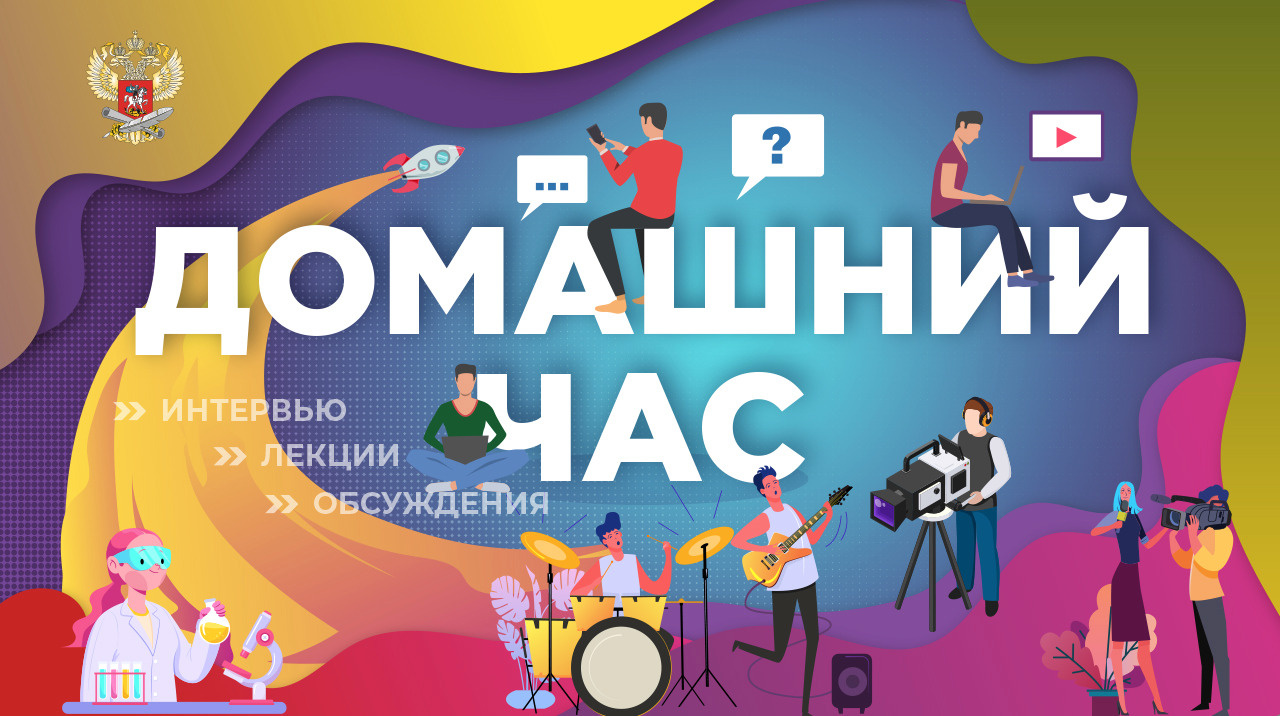 ...
?
ДОМАШНИЙ
ЧАС
» ИНТЕРВЬЮ
» ЛЕКЦИИ
» ОБСУЖДЕНИЯ